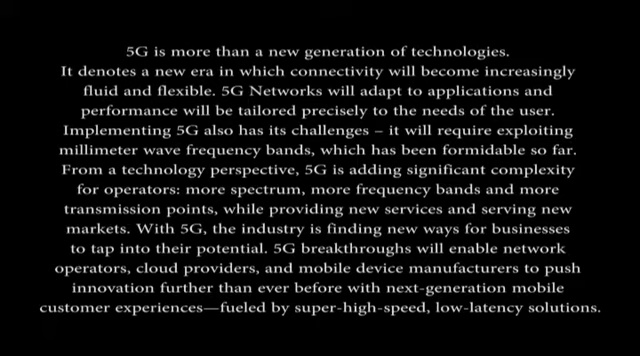 5G is more than a new generation of technologies.
It denotes a new era in which connectivity will become increasingly
fluid and flexible. 5G Networks will adapt to applications and
performance will be tailored precisely to the needs of the user.
Implementing 5G also has its challenges – it will require exploiting
millimeter wave frequency bands, which has been formidable so far.
From a technology perspective, 5G is adding significant complexity
for operators: more spectrum, more frequency bands and more
transmission points, while providing new services and serving new
markets. With 5G, the industry is finding new ways for businesses
to tap into their potential. 5G breakthroughs will enable network
operators, cloud providers, and mobile device manufacturers to push
innovation further than ever before with next-generation mobile
customer experiences—fueled by super-high-speed, low-latency solutions.